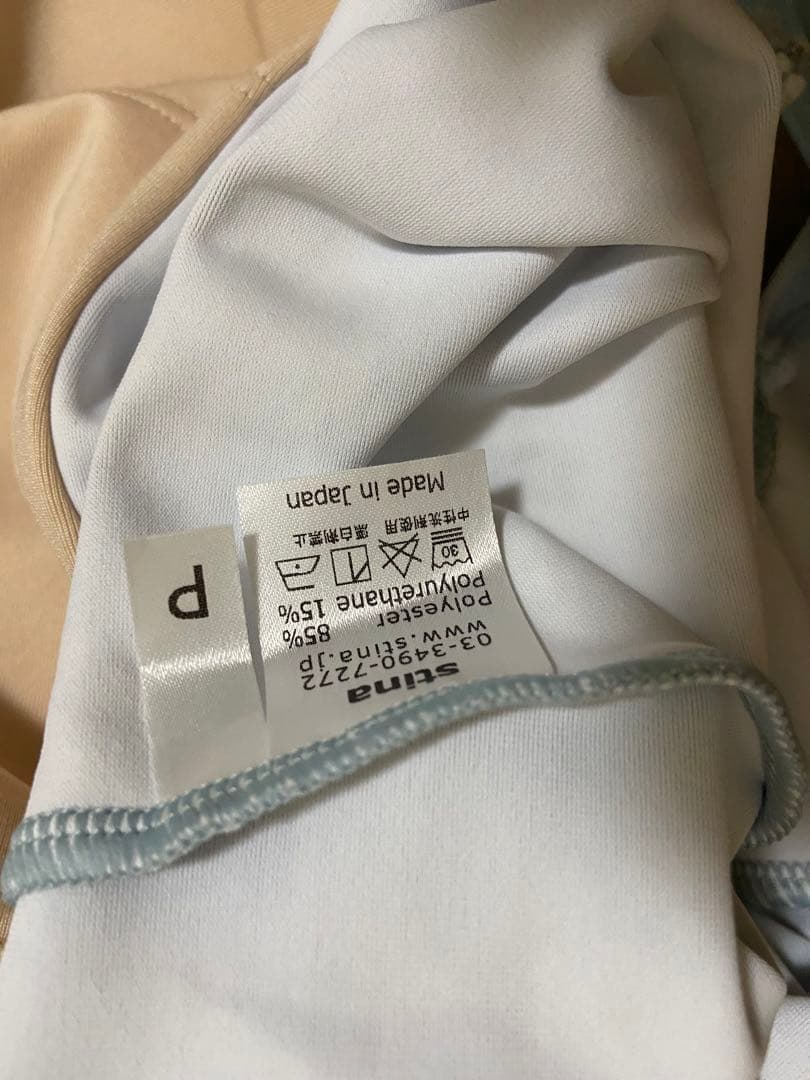 stina
03-3490-7272
www.stina.jp
Polyester 85%
Polyurethane 15%
30
中性洗剤使用 漂白剤禁止
Made in Japan
P